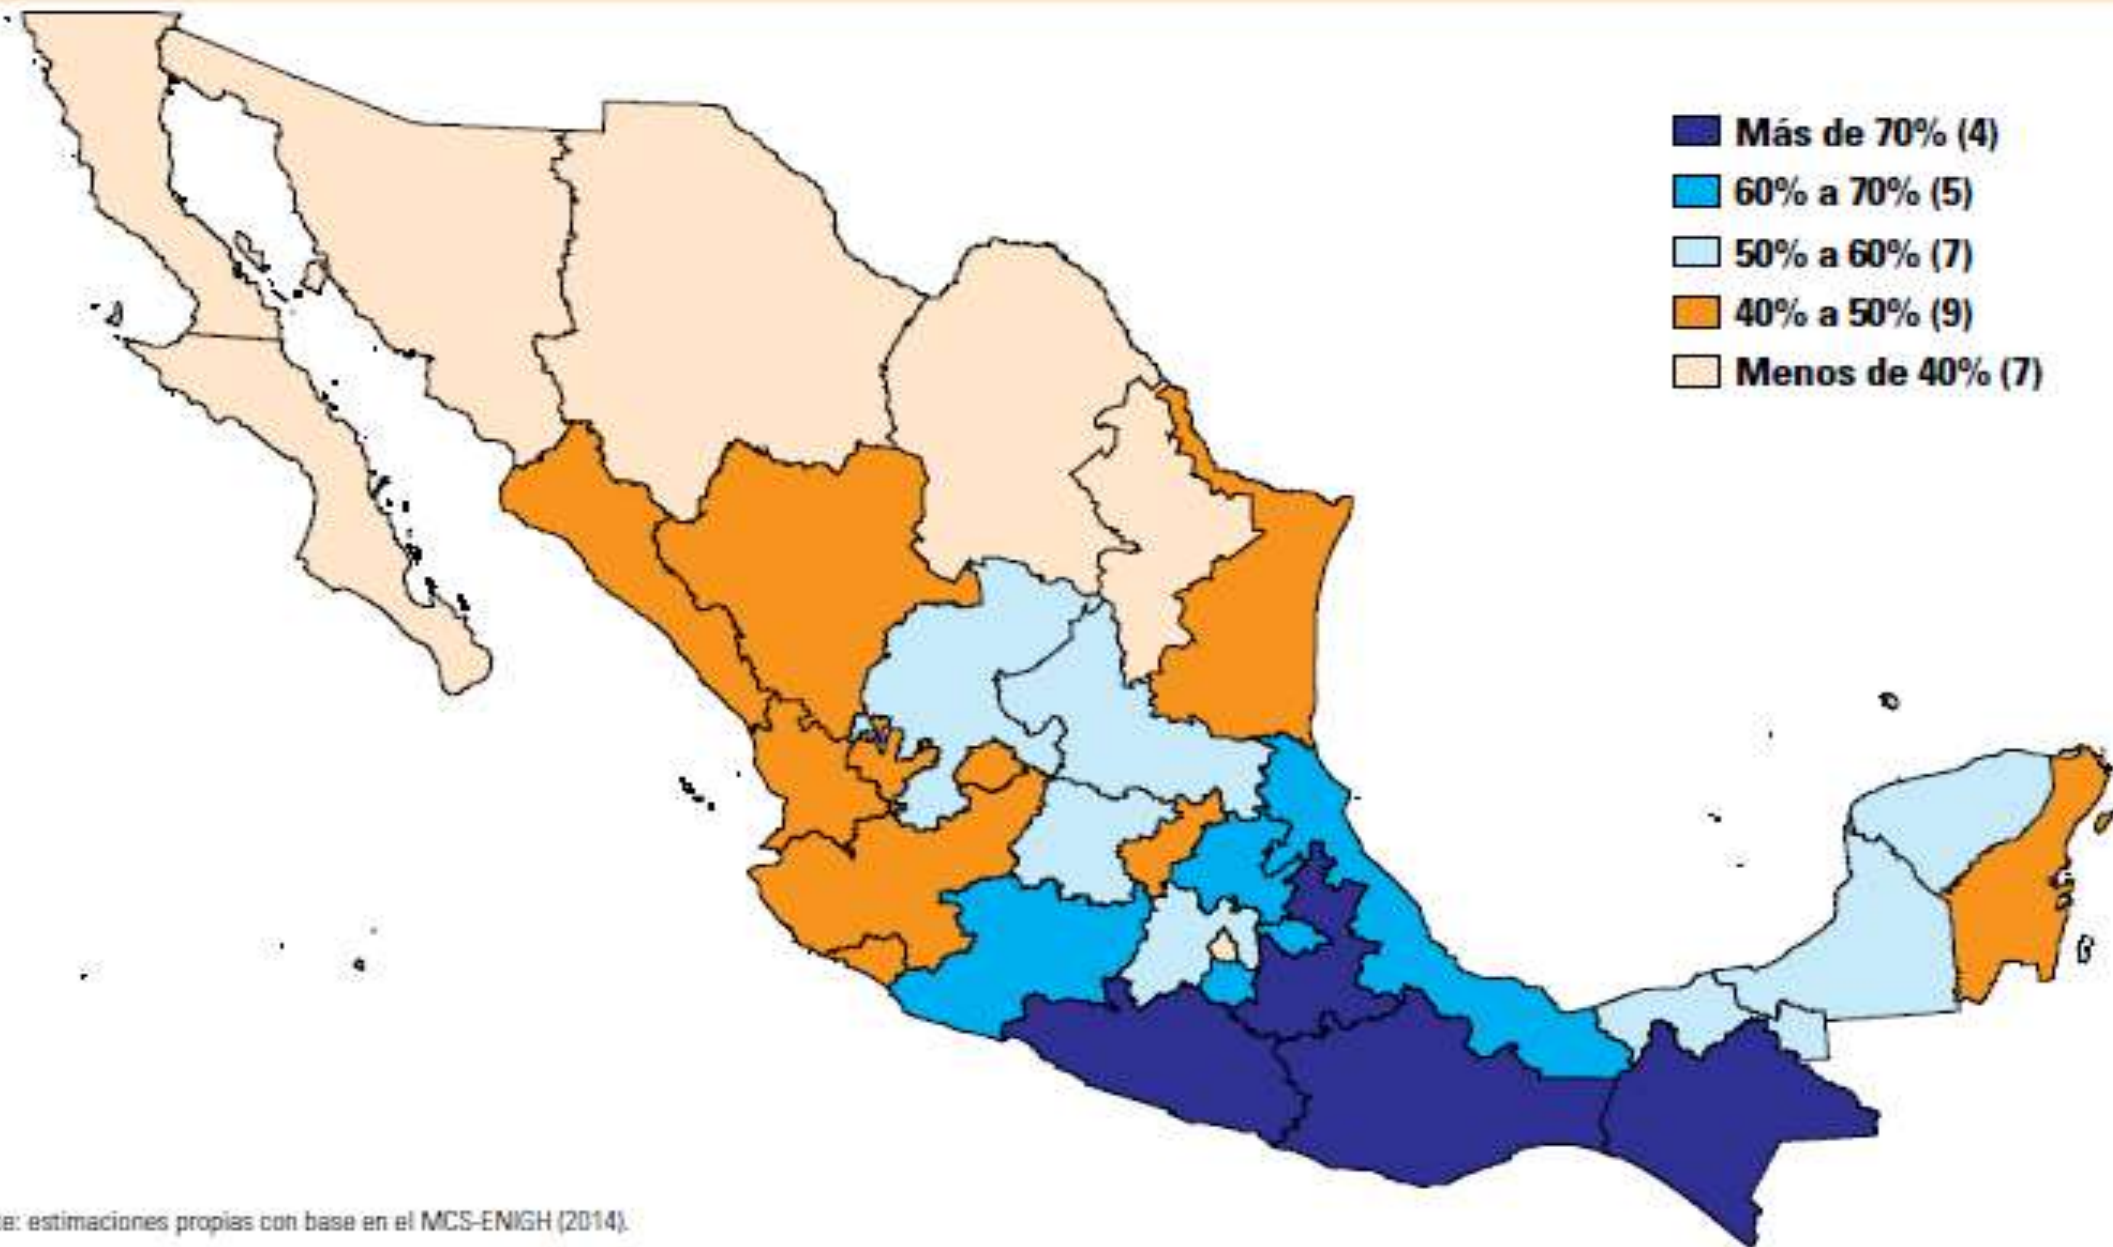 Más de 70% (4)
60% a 70% (5)
50% a 60% (7)
40% a 50% (9)
Menos de 40% (7)
e: estimaciones propias con base en el MCS-ENIGH (2014).